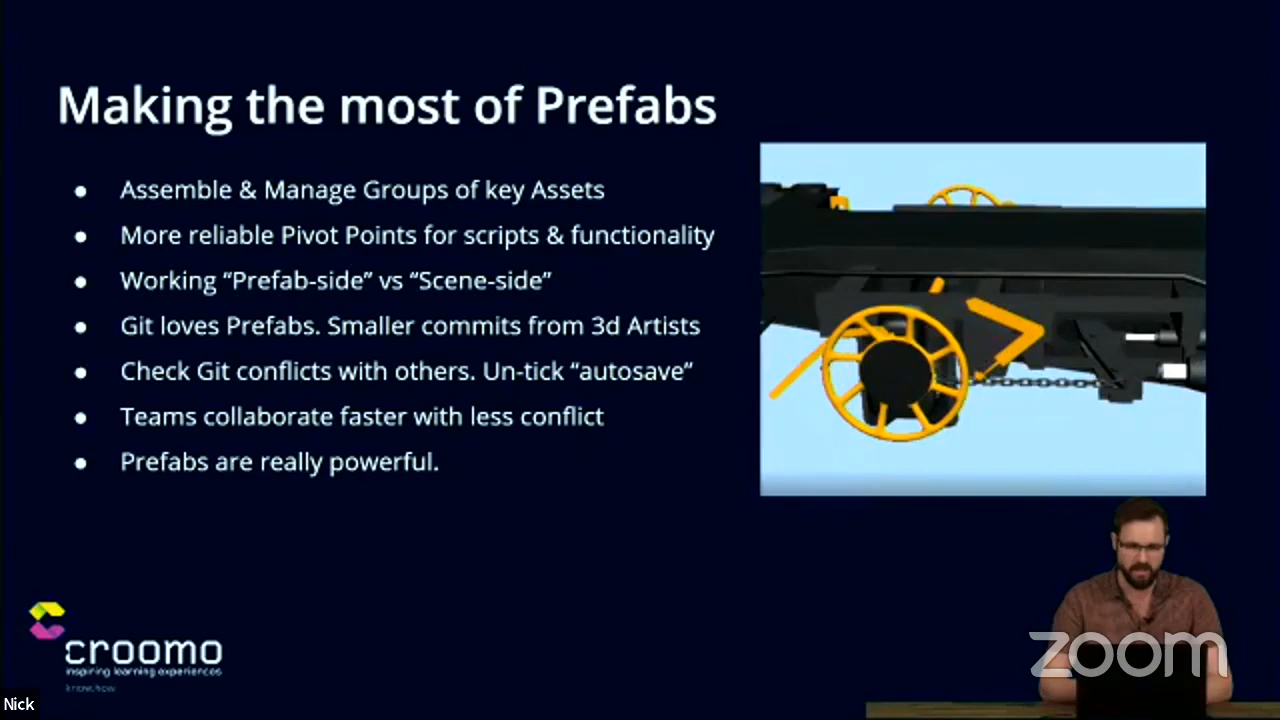 Making the most of Prefabs
● Assemble & Manage Groups of key Assets
● More reliable Pivot Points for scripts & functionality
● Working “Prefab-side” vs “Scene-side”
● Git loves Prefabs. Smaller commits from 3d Artists
● Check Git conflicts with others. Un-tick “autosave”
● Teams collaborate faster with less conflict
● Prefabs are really powerful.
croomo
inspiring learning experiences
knowhow
zoom
Nick